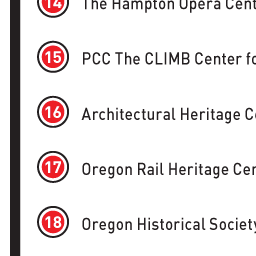 14 The Hampton Opera Cent
15 PCC The CLIMB Center fo
16 Architectural Heritage C
17 Oregon Rail Heritage Cen
18 Oregon Historical Society